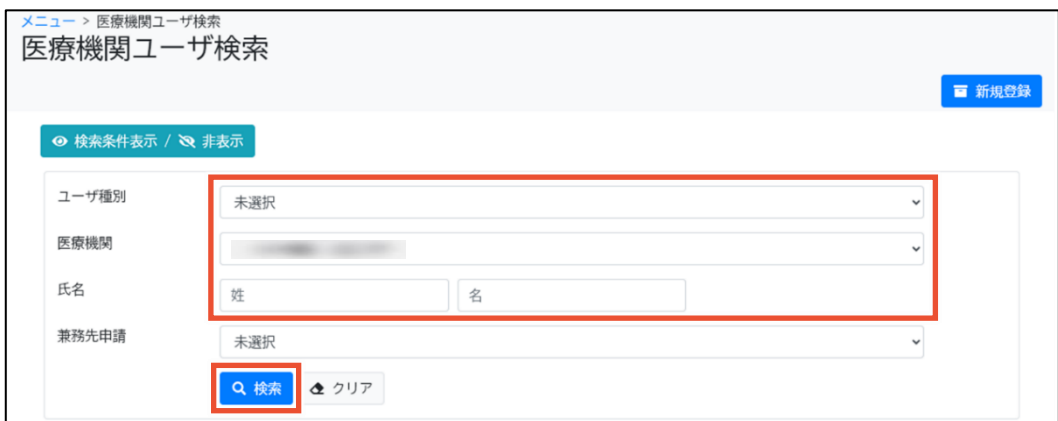 メニュー > 医療機関ユーザ検索
医療機関ユーザ検索
新規登録
検索条件表示 / 非表示
ユーザ種別 未選択
医療機関
氏名 姓 名
兼務先申請 未選択
検索 クリア